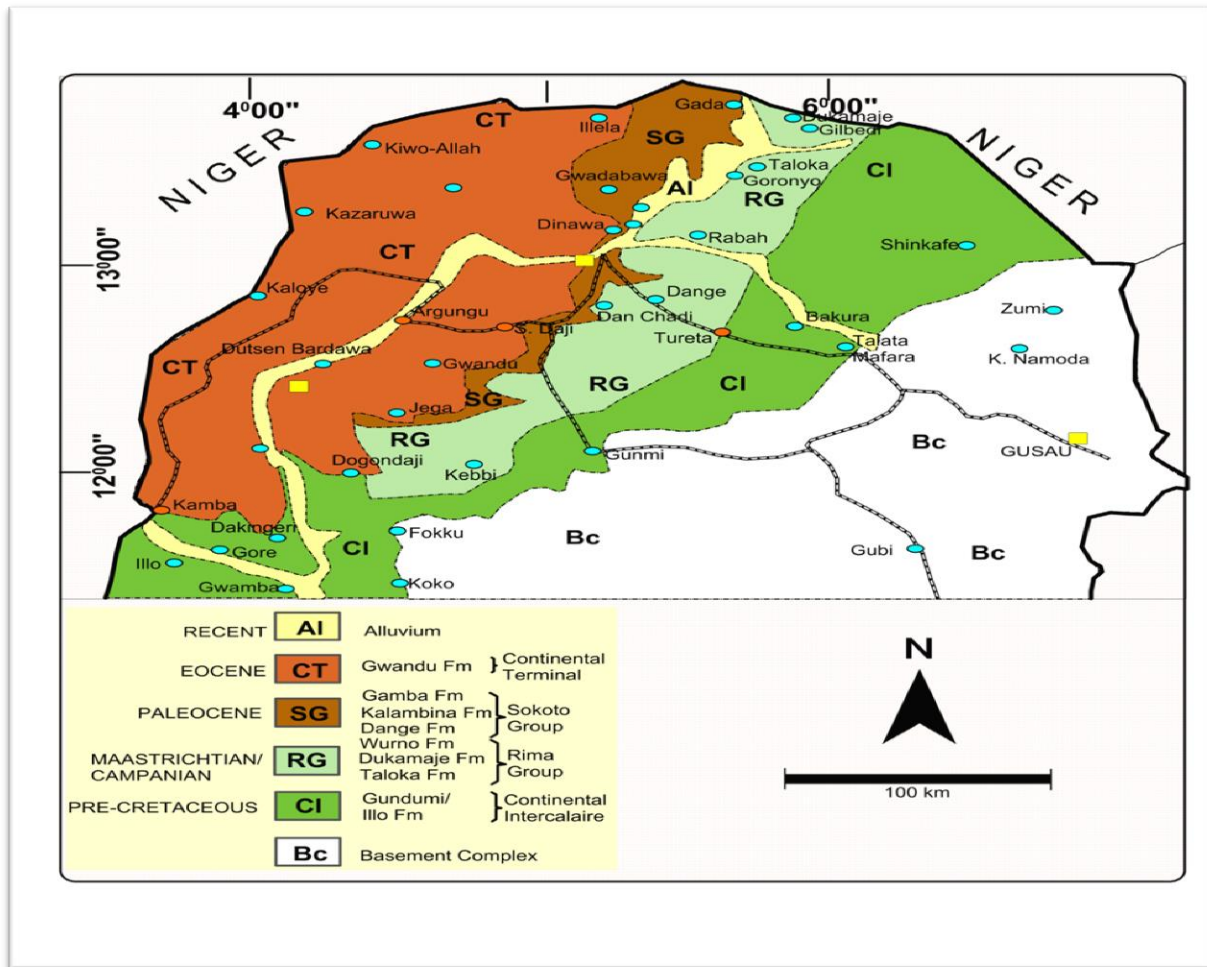 4⁰00"
6⁰00"
CT
Illela
Gada
Dukamaje
Gilbedi
NIGER
Kiwo-Allah
SG
Taloka
CI
NIGER
Gwadabawa
AI
Goronyo
RG
Kazaruwa
Dinawa
Rabah
Shinkafe
CT
13⁰00"
Kaloye
Dange
Zumi
Argungu
S. Daji
Dan Chadi
Bakura
Tureta
Talata
Mafara
Dutsen Bardawa
Gwandu
K. Namoda
CT
RG
CI
SG
Jega
RG
Bc
12⁰00"
Dogondaji
Kebbi
Gunmi
GUSAU
Kamba
Dakingeri
Fokku
CI
Bc
Gore
Gubi
Bc
Illo
Gwamba
Koko
RECENT AI Alluvium
EOCENE CT Gwandu Fm Continental
Terminal
PALEOCENE SG Gamba Fm
Kalambina Fm
Dange Fm
Sokoto
Group
MAASTRICHTIAN/
CAMPANIAN
RG Wurno Fm
Dukamaje Fm
Taloka Fm
Rima
Group
PRE-CRETACEOUS CI Gundumi/
Illo Fm
Continental
Intercalaire
Bc Basement Complex
N
100 km